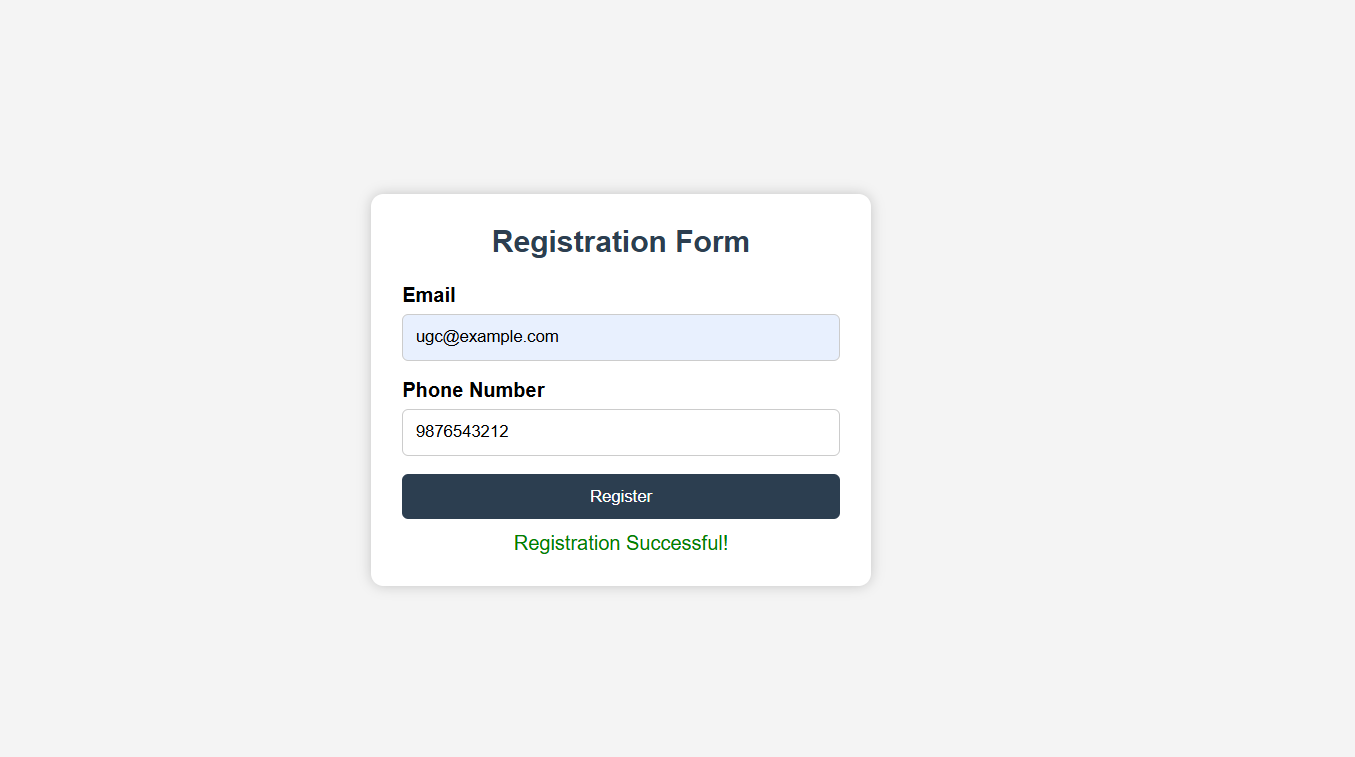 Registration Form
Email
ugc@example.com
Phone Number
9876543212
Register
Registration Successful!